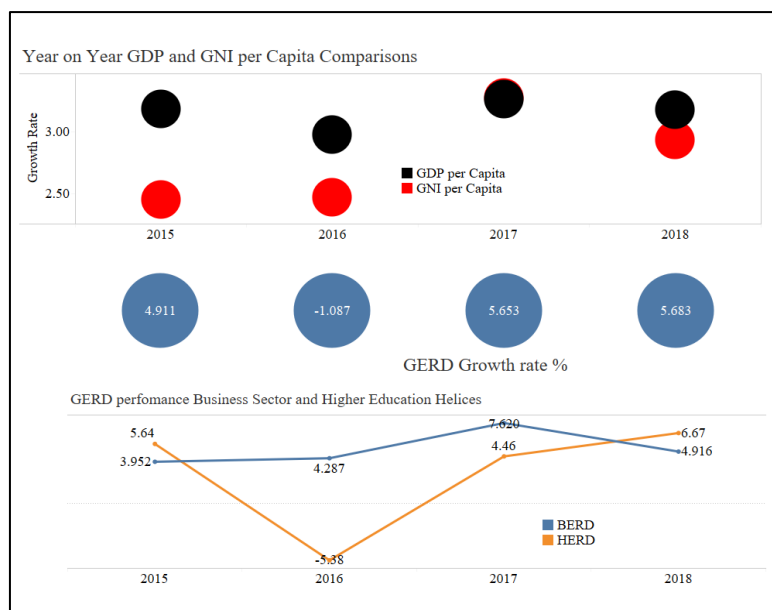 Year on Year GDP and GNI per Capita Comparisons
Growth Rate
3.00
2.50
GDP per Capita
GNI per Capita
2015 2016 2017 2018
4.911 -1.087 5.653 5.683
GERD Growth rate %
GERD perfomance Business Sector and Higher Education Helices
5.64 7.620 6.67
3.952 4.287 4.46 4.916
-5.38
BERD
HERD
2015 2016 2017 2018